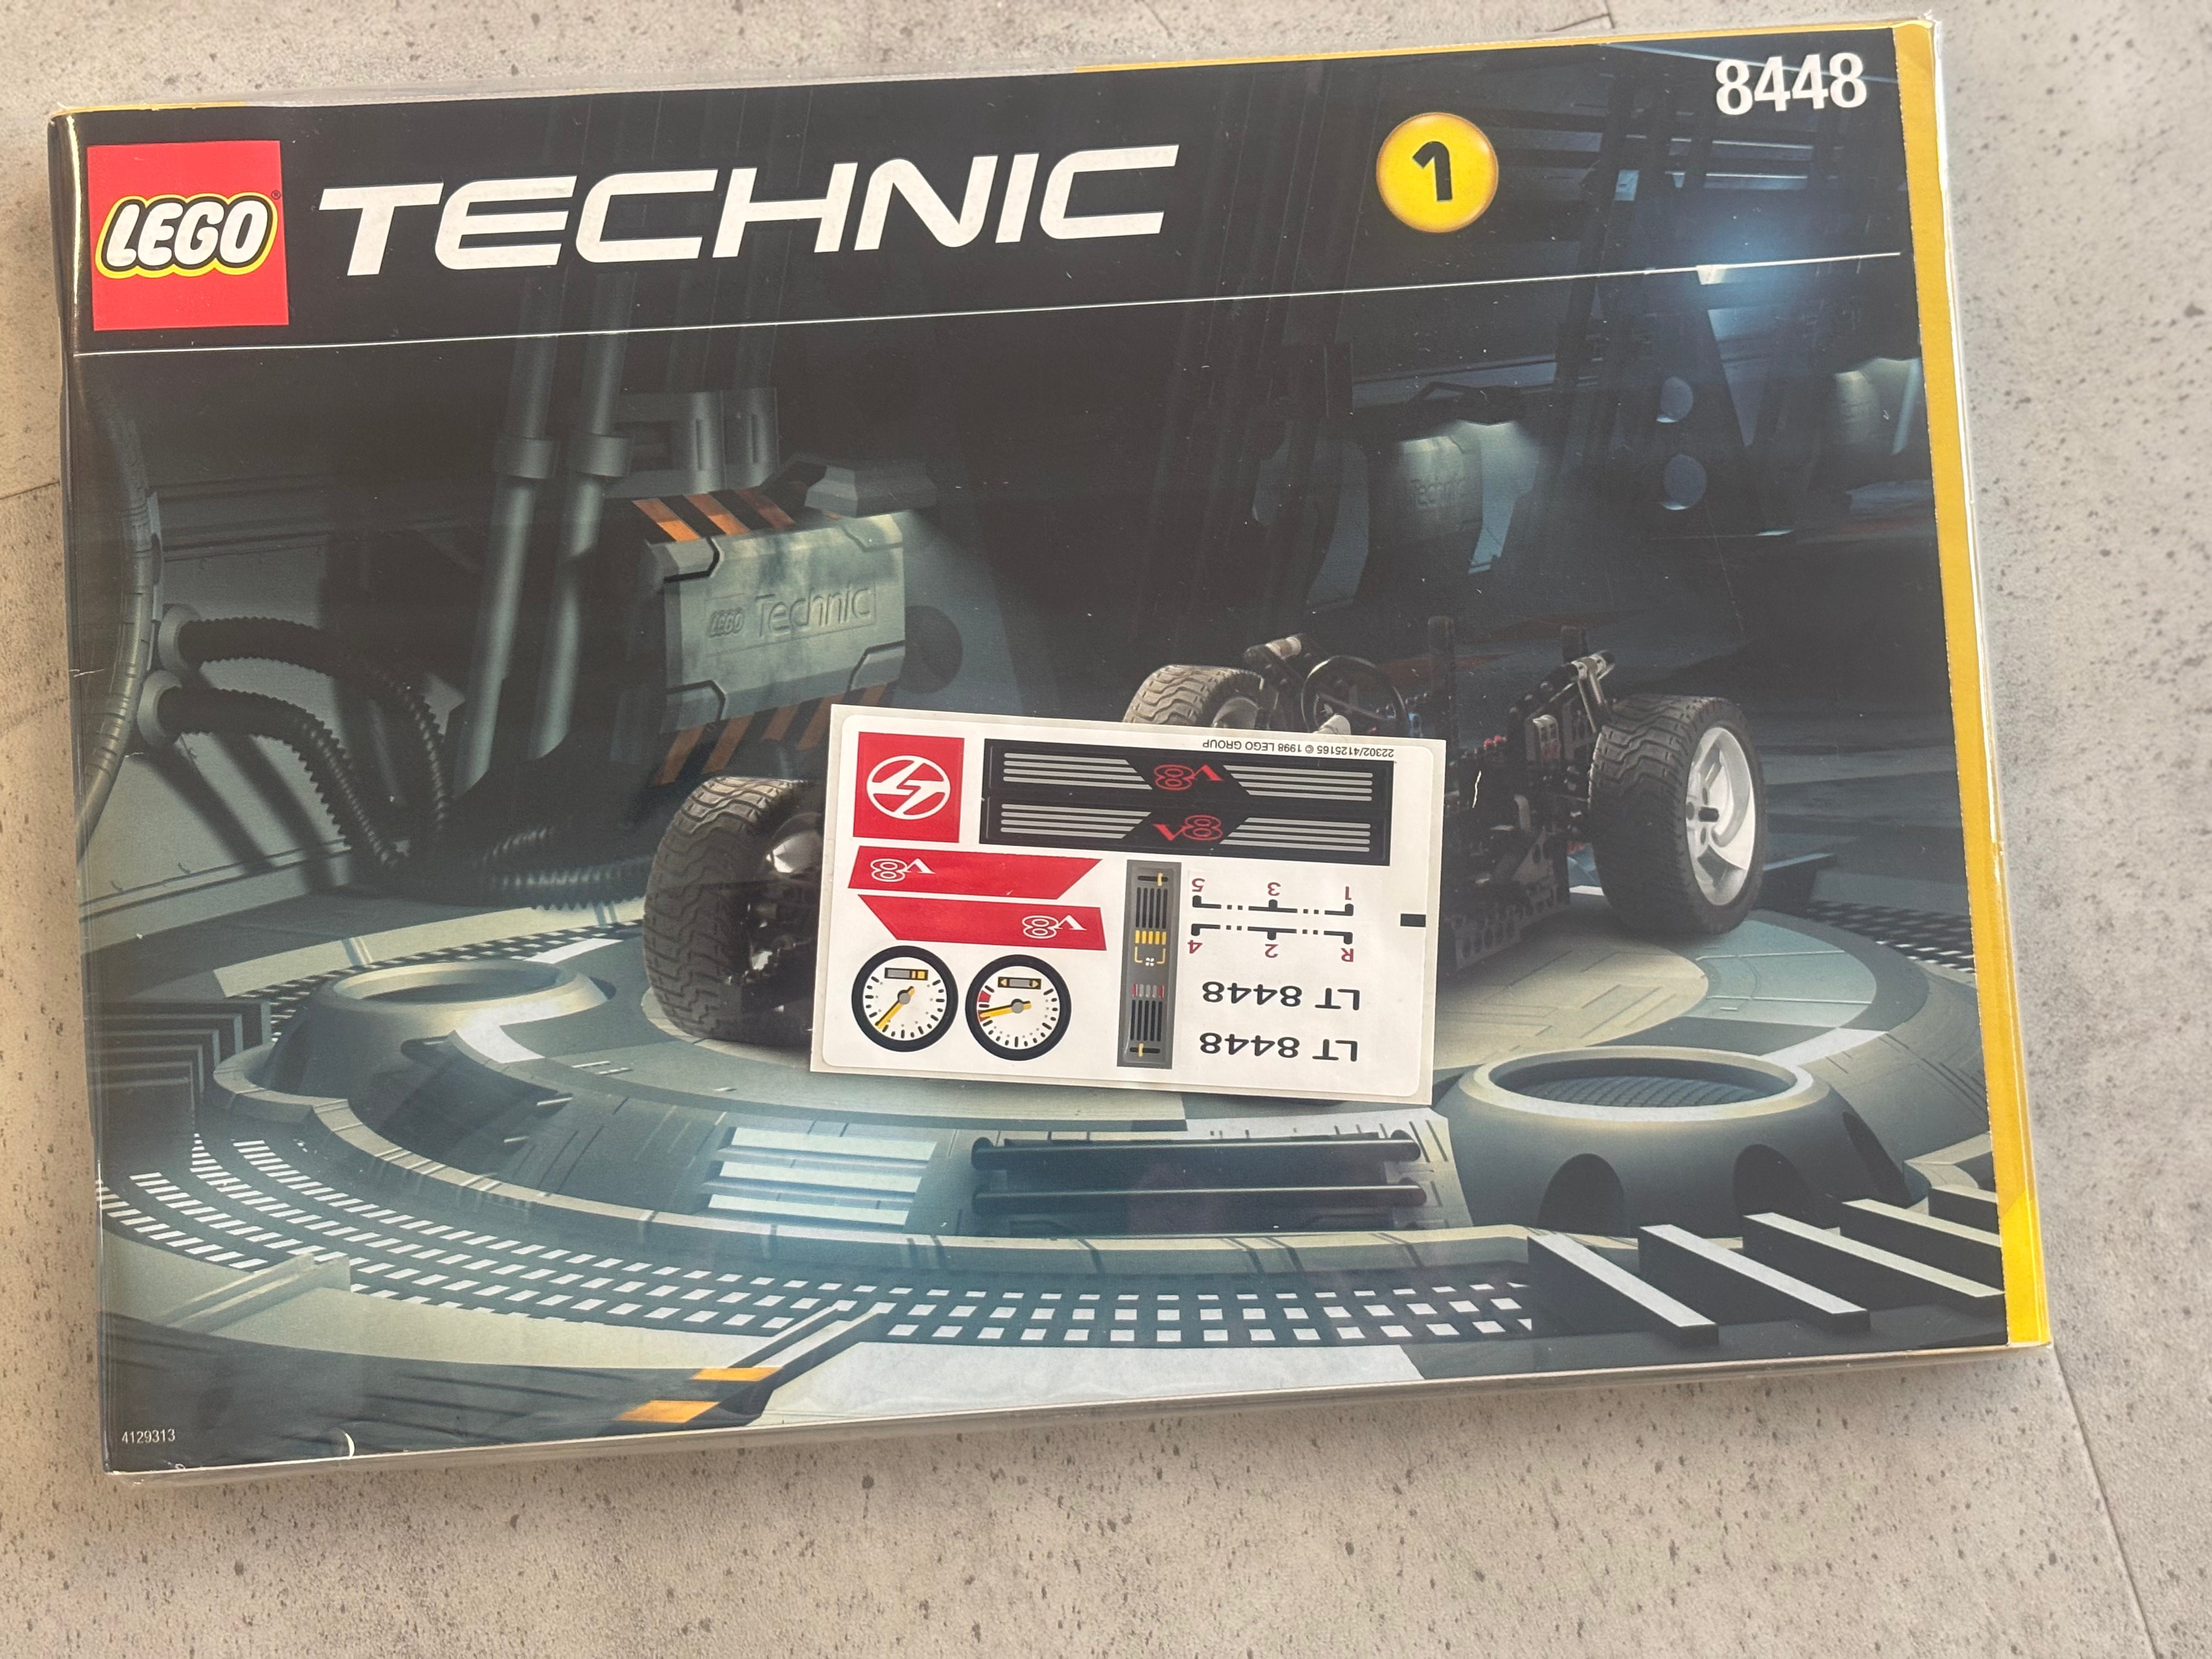 8448
LEGO®
TECHNIC
1
LEGO Technic
Technic
22302/4125165 © 1998 LEGO GROUP
V8
V8
V8
V8
1 3 5
R 2 4
LT 8448
LT 8448
4129313